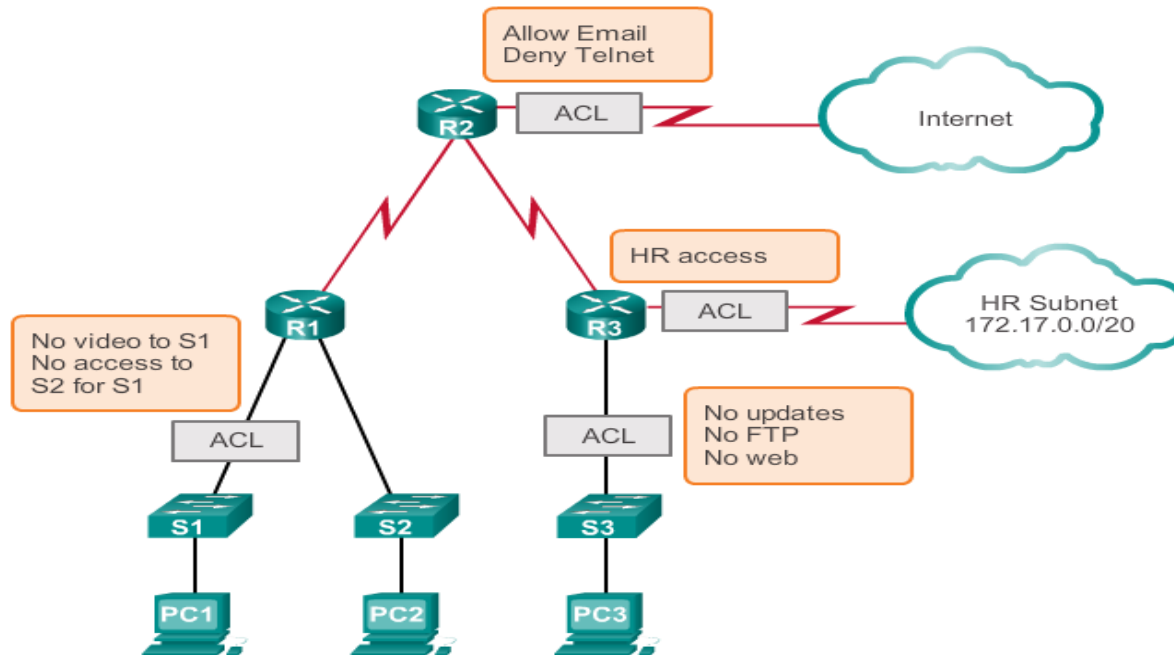 Allow Email
Deny Telnet
ACL
R2
Internet
HR access
ACL
R1
R3
HR Subnet
172.17.0.0/20
No video to S1
No access to
S2 for S1
ACL
ACL
No updates
No FTP
No web
S1
S2
S3
PC1
PC2
PC3